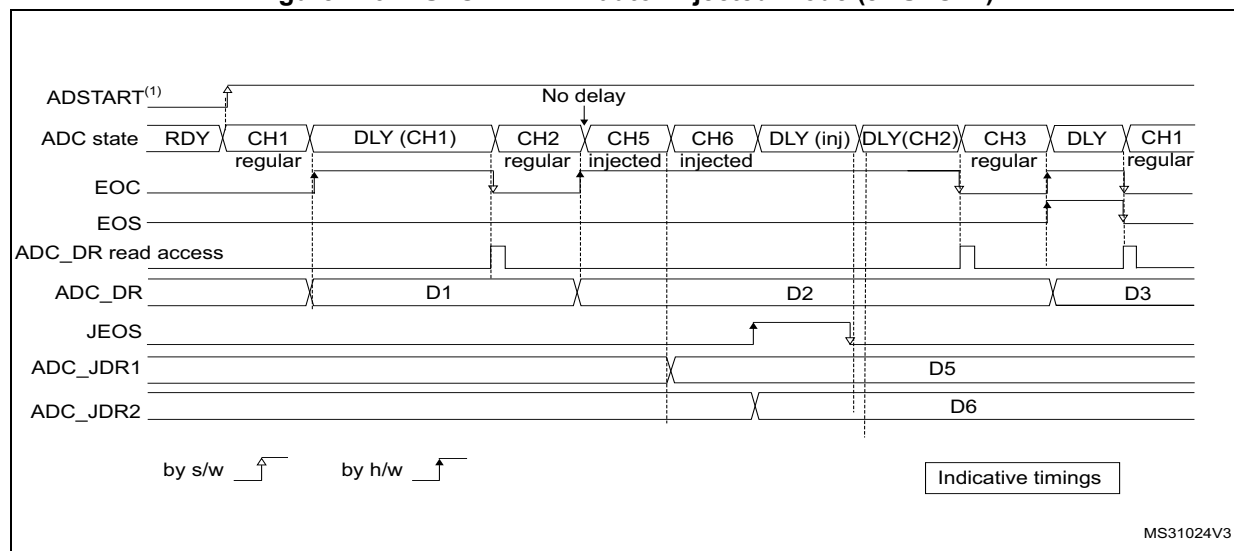 ADSTART(1)
No delay
ADC state RDY CH1 DLY (CH1) CH2 CH5 CH6 DLY (inj) DLY(CH2) CH3 DLY CH1
regular regular injected injected regular regular
EOC
EOS
ADC_DR read access
ADC_DR D1 D2 D3
JEOS
ADC_JDR1 D5
ADC_JDR2 D6
by s/w by h/w Indicative timings
MS31024V3